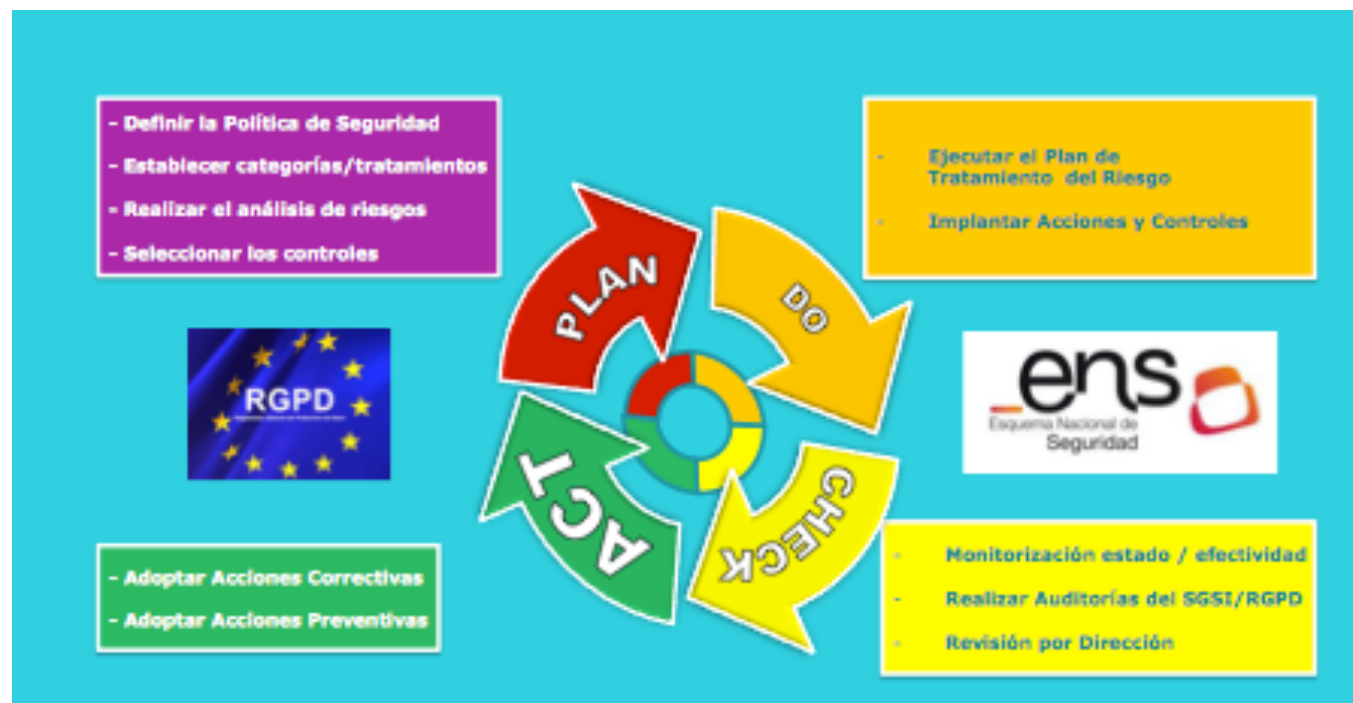 - Definir la Política de Seguridad
- Establecer categorías/tratamientos
- Realizar el análisis de riesgos
- Seleccionar los controles
- Ejecutar el Plan de
Tratamiento del Riesgo
- Implantar Acciones y Controles
PLAN
DO
RGPD
ens
Esquema Nacional de
Seguridad
ACT
CHECK
- Adoptar Acciones Correctivas
- Adoptar Acciones Preventivas
- Monitorización estado / efectividad
- Realizar Auditorías del SGSI/RGPD
- Revisión por Dirección